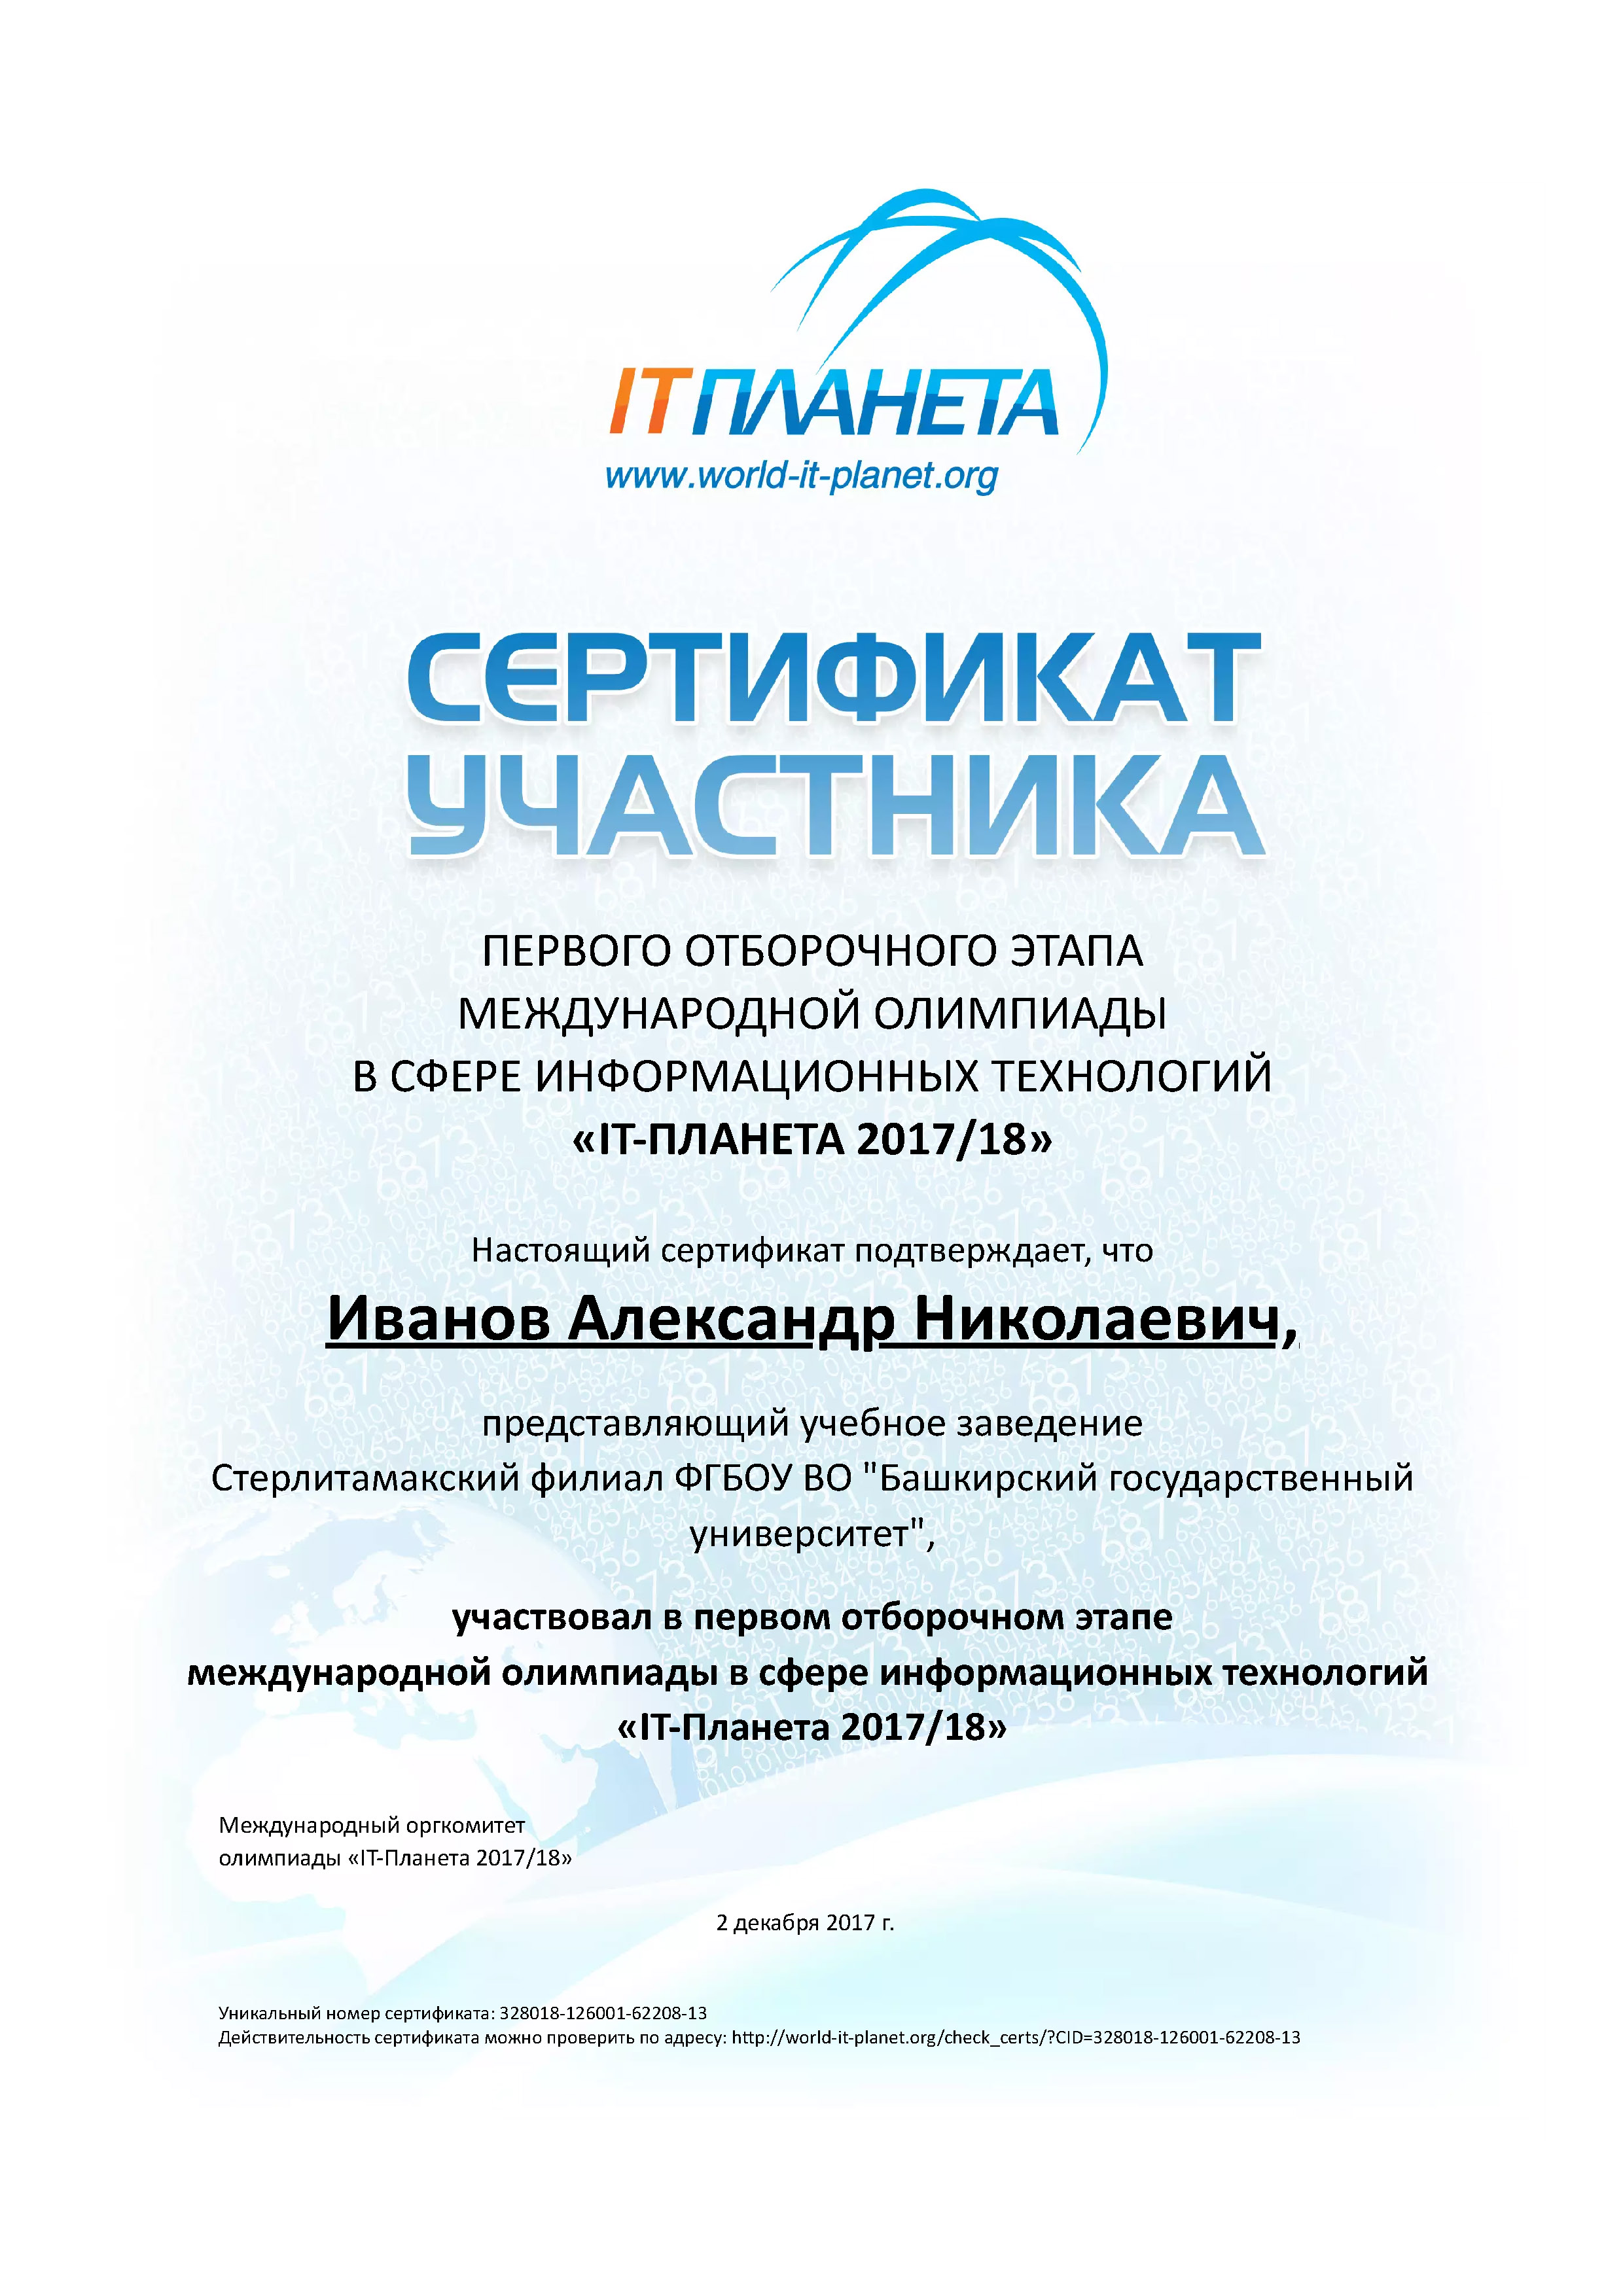 IT ПЛАНЕТА
www.world-it-planet.org
СЕРТИФИКАТ
УЧАСТНИКА
ПЕРВОГО ОТБОРОЧНОГО ЭТАПА
МЕЖДУНАРОДНОЙ ОЛИМПИАДЫ
В СФЕРЕ ИНФОРМАЦИОННЫХ ТЕХНОЛОГИЙ
«IT-ПЛАНЕТА 2017/18»
Настоящий сертификат подтверждает, что
Иванов Александр Николаевич,
представляющий учебное заведение
Стерлитамакский филиал ФГБОУ ВО "Башкирский государственный
университет",
участвовал в первом отборочном этапе
международной олимпиады в сфере информационных технологий
«IT-Планета 2017/18»
Международный оргкомитет
олимпиады «IT-Планета 2017/18»
2 декабря 2017 г.
Уникальный номер сертификата: 328018-126001-62208-13
Действительность сертификата можно проверить по адресу: http://world-it-planet.org/check_certs/?CID=328018-126001-62208-13